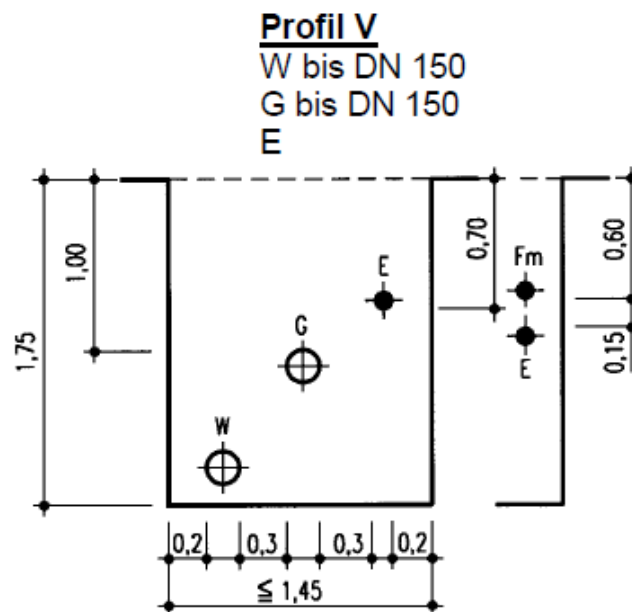 Profil V
W bis DN 150
G bis DN 150
E
1,75
1,00
0,70
0,60
0,15
E
Fm
G
E
W
0,2 0,3 0,3 0,2
≦ 1,45